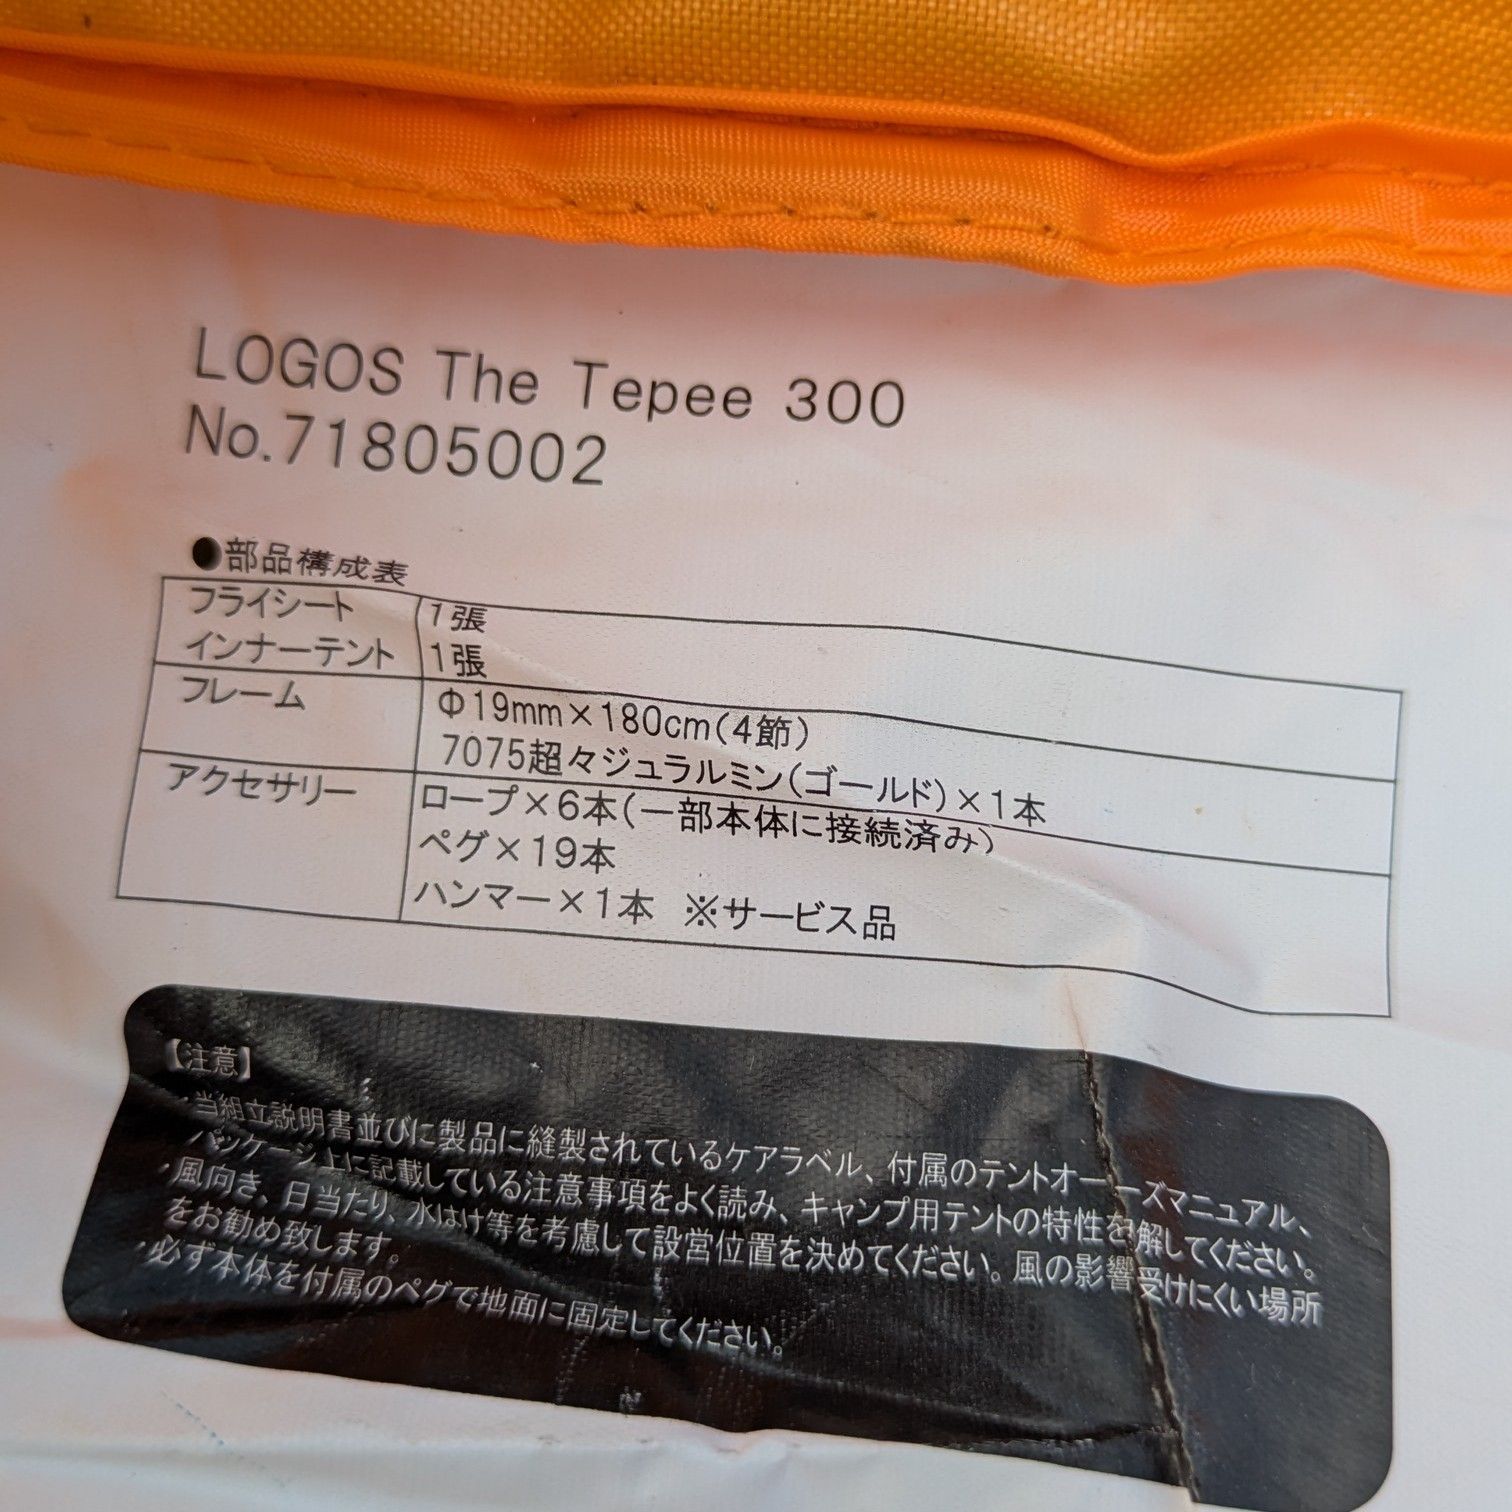 LOGOS The Tepee 300
No.71805002
●部品構成表
フライシート 1張
インナーテント 1張
フレーム Φ19mm×180cm(4節)
7075超々ジュラルミン(ゴールド)×1本
アクセサリー ロープ×6本(一部本体に接続済み)
ペグ×19本
ハンマー×1本 ※サービス品
【注意】
・当組立説明書並びに製品に縫製されているケアラベル、付属のテントオーナーズマニュアル、
パッケージ上に記載している注意事項をよく読み、キャンプ用テントの特性を理解してください。
・風向き、日当たり、水はけ等を考慮して設営位置を決めてください。風の影響受けにくい場所
をお勧め致します。
・必ず本体を付属のペグで地面に固定してください。